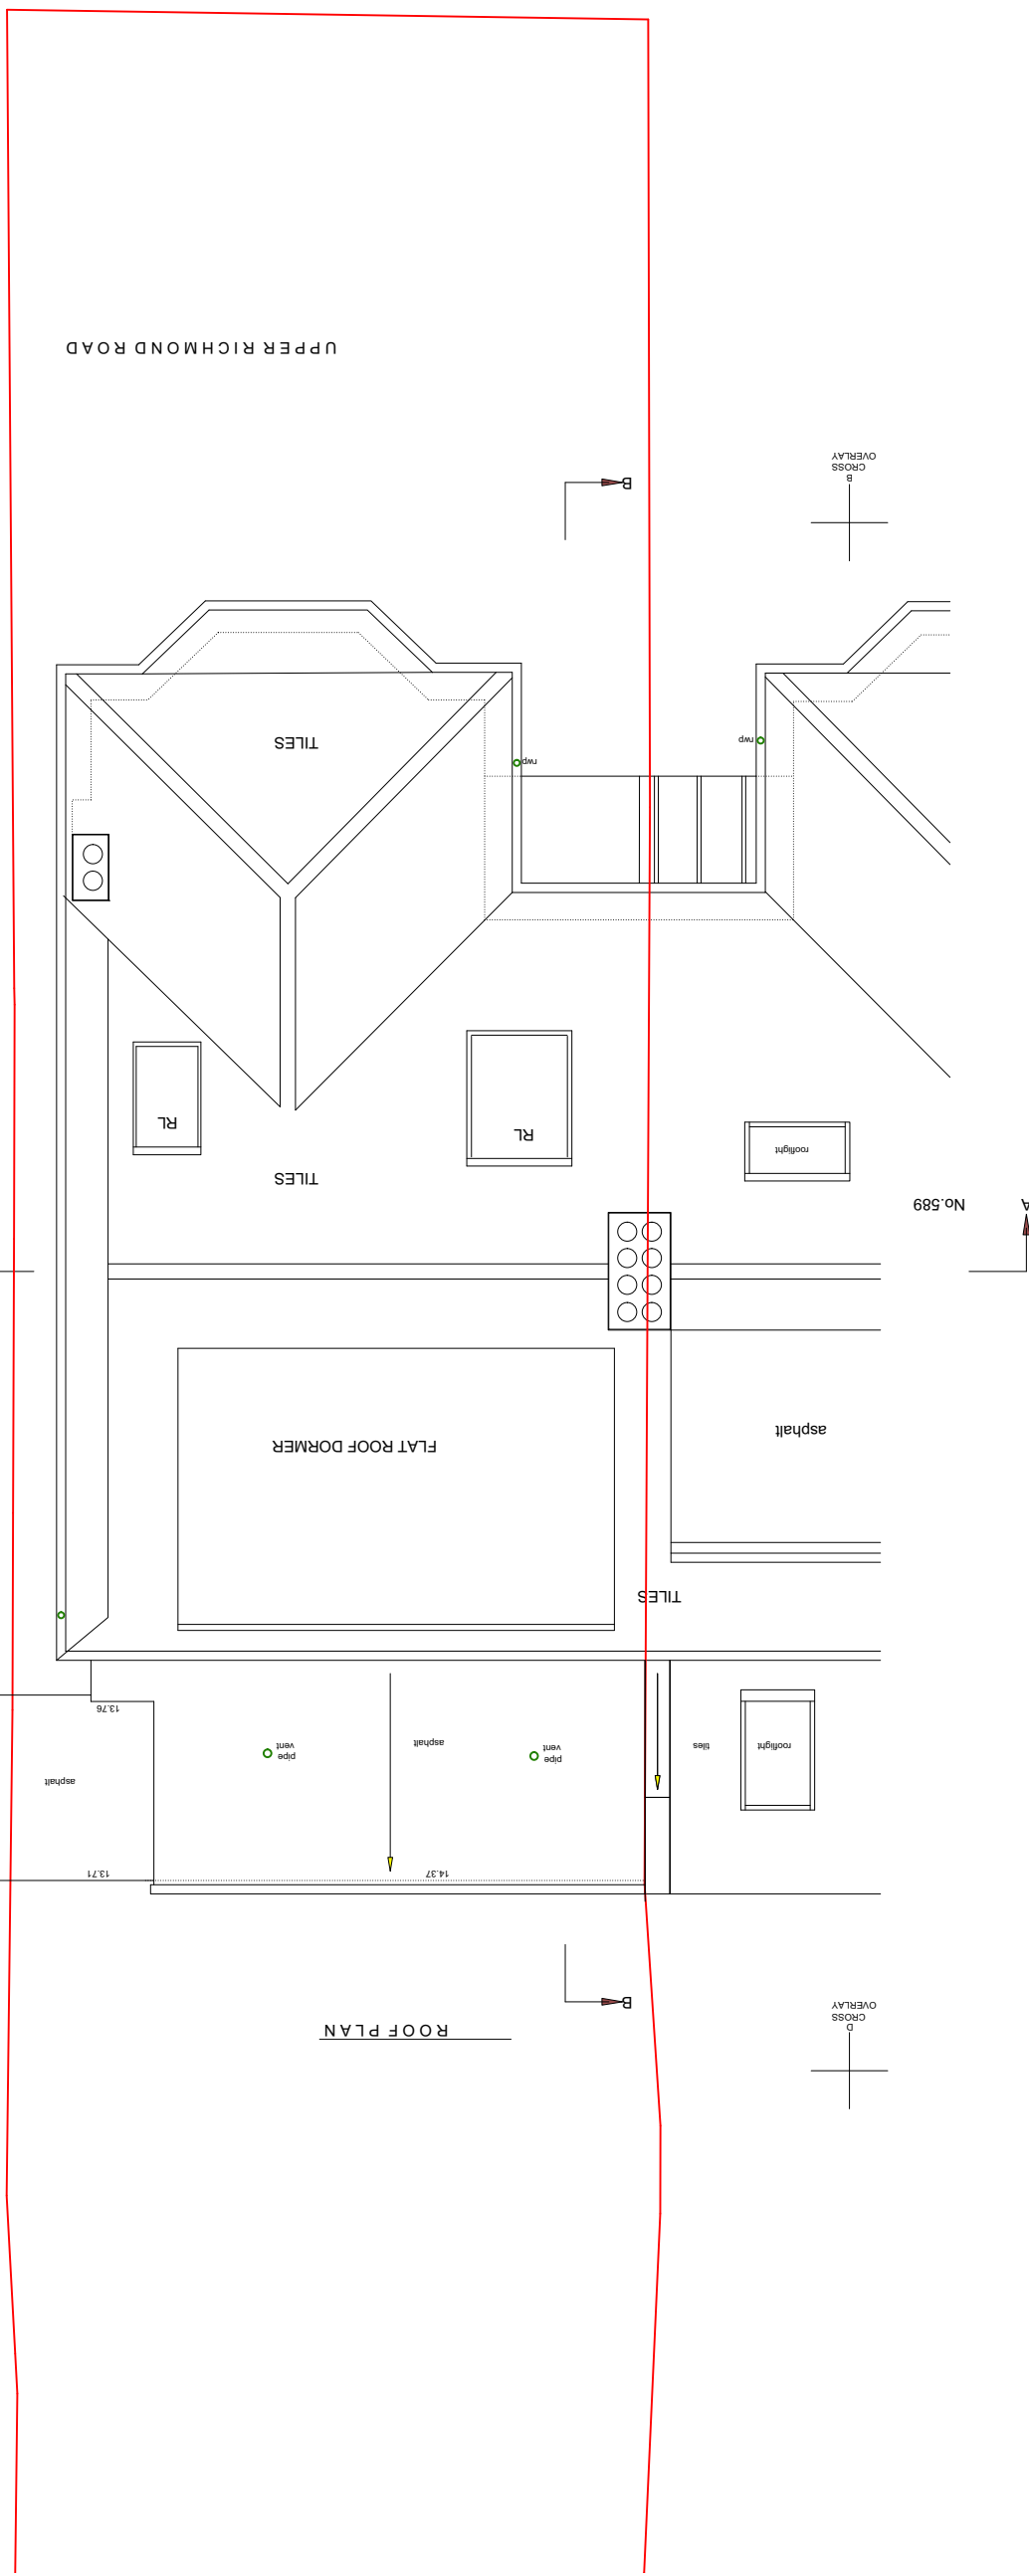 UPPER RICHMOND ROAD
B
B
CROSS
OVERLAY
TILES
rwp
rwp
RL
RL
rooflight
TILES
No.589
A
asphalt
FLAT ROOF DORMER
TILES
13.76
vent
pipe
asphalt
vent
pipe
tiles
rooflight
asphalt
13.71
14.37
B
D
CROSS
OVERLAY
ROOF PLAN